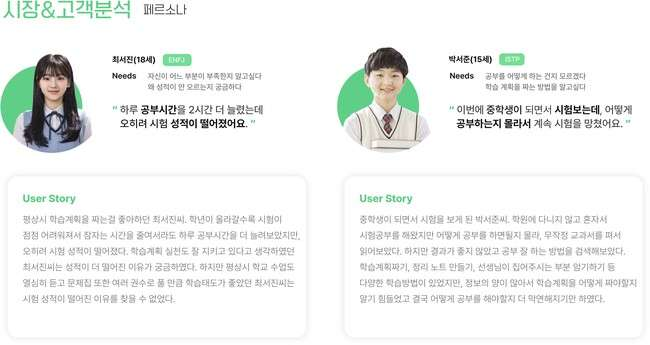 시장&고객분석 페르소나
최서진(18세) ENFJ
Needs 자신이 어느 부분이 부족한지 알고싶다
왜 성적이 안 오르는지 궁금하다
“ 하루 공부시간을 2시간 더 늘렸는데
오히려 시험 성적이 떨어졌어요. ”
박서준(15세) ISTP
Needs 공부를 어떻게 하는 건지 모르겠다
학습 계획을 짜는 방법을 알고싶다
“ 이번에 중학생이 되면서 시험보는데, 어떻게
공부하는지 몰라서 계속 시험을 망쳤어요. ”
User Story
평상시 학습계획을 짜는걸 좋아하던 최서진씨. 학년이 올라갈수록 시험이
점점 어려워져서 잠자는 시간을 줄여서라도 하루 공부시간을 더 늘려보았지만,
오히려 시험 성적이 떨어졌다. 학습계획 실천도 잘 지키고 있다고 생각하였던
최서진씨는 성적이 더 떨어진 이유가 궁금하였다. 하지만 평상시 학교 수업도
열심히 듣고 문제집 또한 여러 권수로 풀 만큼 학습태도가 좋았던 최서진씨는
시험 성적이 떨어진 이유를 찾을 수 없었다.
User Story
중학생이 되면서 시험을 보게 된 박서준씨. 학원에 다니지 않고 혼자서
시험공부를 해왔지만 어떻게 공부를 하면될지 몰라, 무작정 교과서를 펴서
읽어보았다. 하지만 결과가 좋지 않았고 공부 잘 하는 방법을 검색해보았다.
학습계획짜기, 정리 노트 만들기, 선생님이 집어주시는 부분 암기하기 등
다양한 학습방법이 있었지만, 정보의 양이 많아서 학습계획을 어떻게 짜야할지
알기 힘들었고 결국 어떻게 공부를 해야할지 더 막연해지기만 하였다.